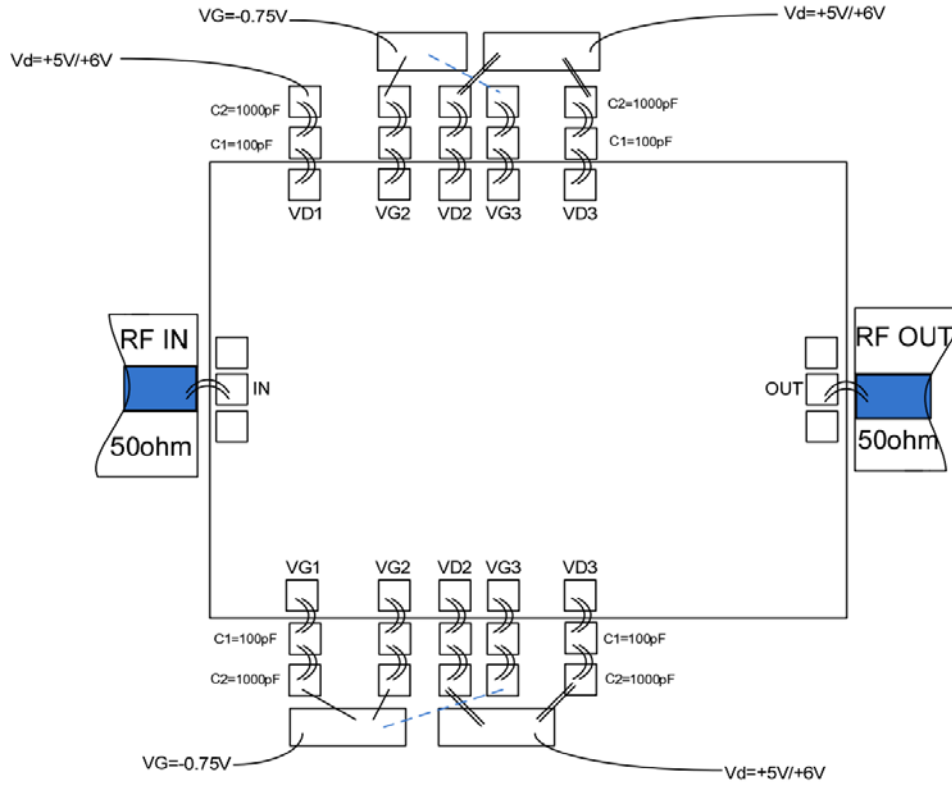 VG=-0.75V
Vd=+5V/+6V
Vd=+5V/+6V
C2=1000pF
C2=1000pF
C1=100pF
C1=100pF
VD1
VG2
VD2
VG3
VD3
RF IN
RF OUT
IN
OUT
50ohm
50ohm
VG1
VG2
VD2
VG3
VD3
C1=100pF
C1=100pF
C2=1000pF
C2=1000pF
VG=-0.75V
Vd=+5V/+6V